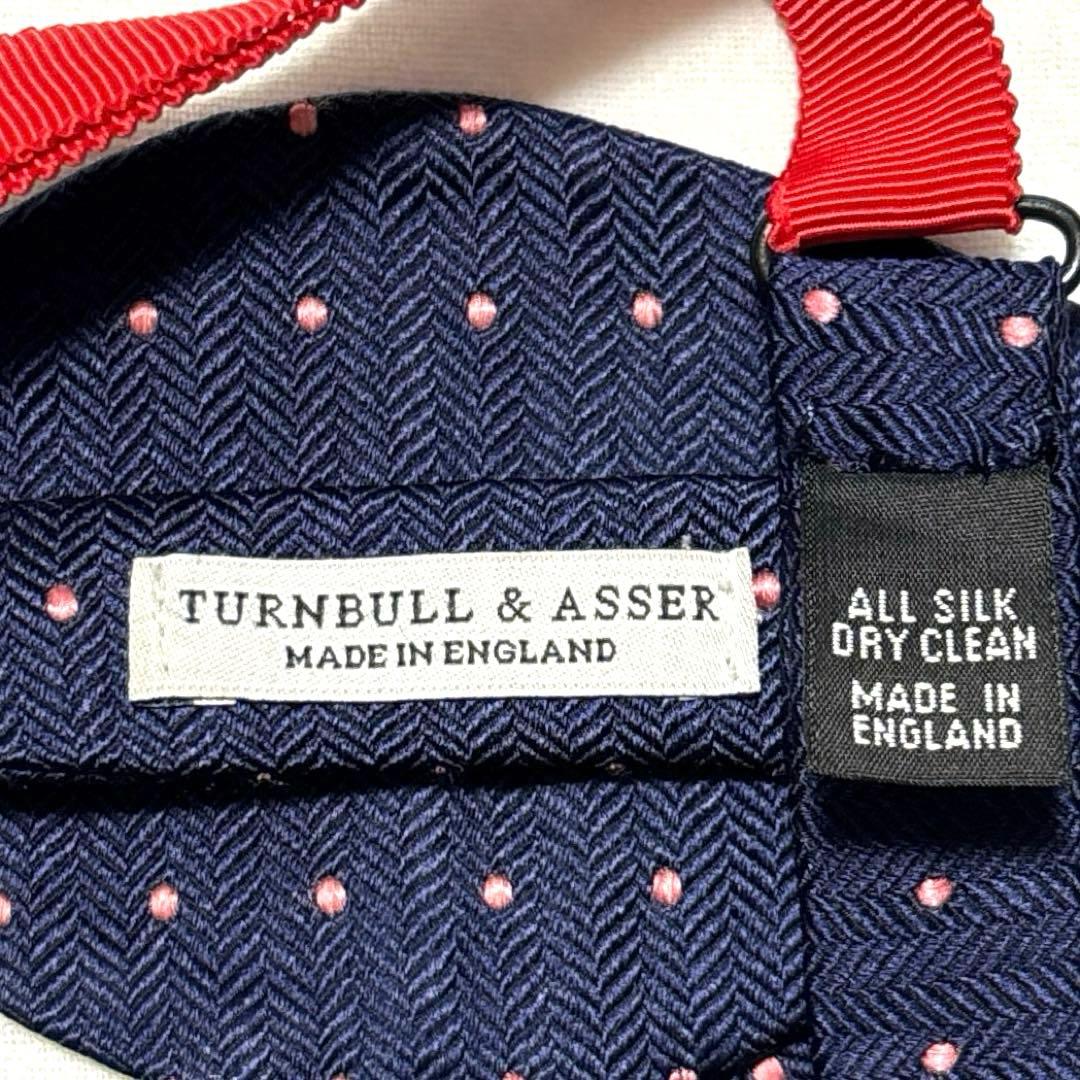 TURNBULL & ASSER
MADE IN ENGLAND
ALL SILK
DRY CLEAN
MADE IN
ENGLAND